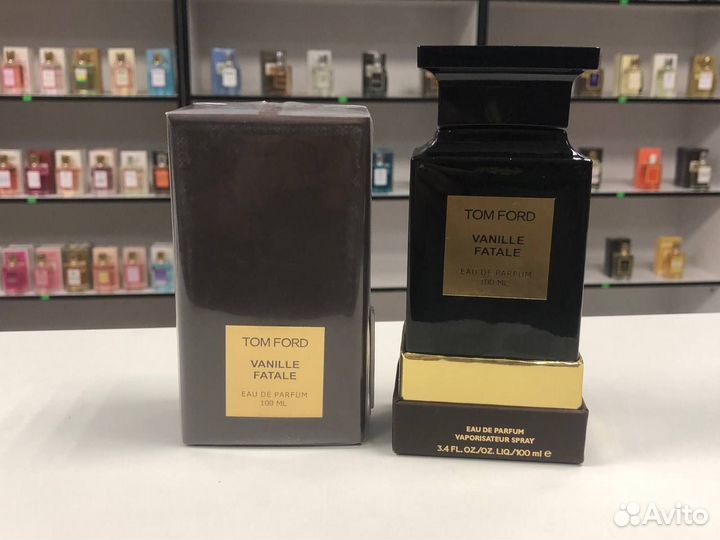 TOM FORD
VANILLE
FATALE
EAU DE PARFUM
100 ML
TOM FORD
VANILLE
FATALE
EAU DE PARFUM
100 ML
EAU DE PARFUM
VAPORISATEUR SPRAY
3.4 FL. OZ./OZ. LIQ./100 ml e
Avito